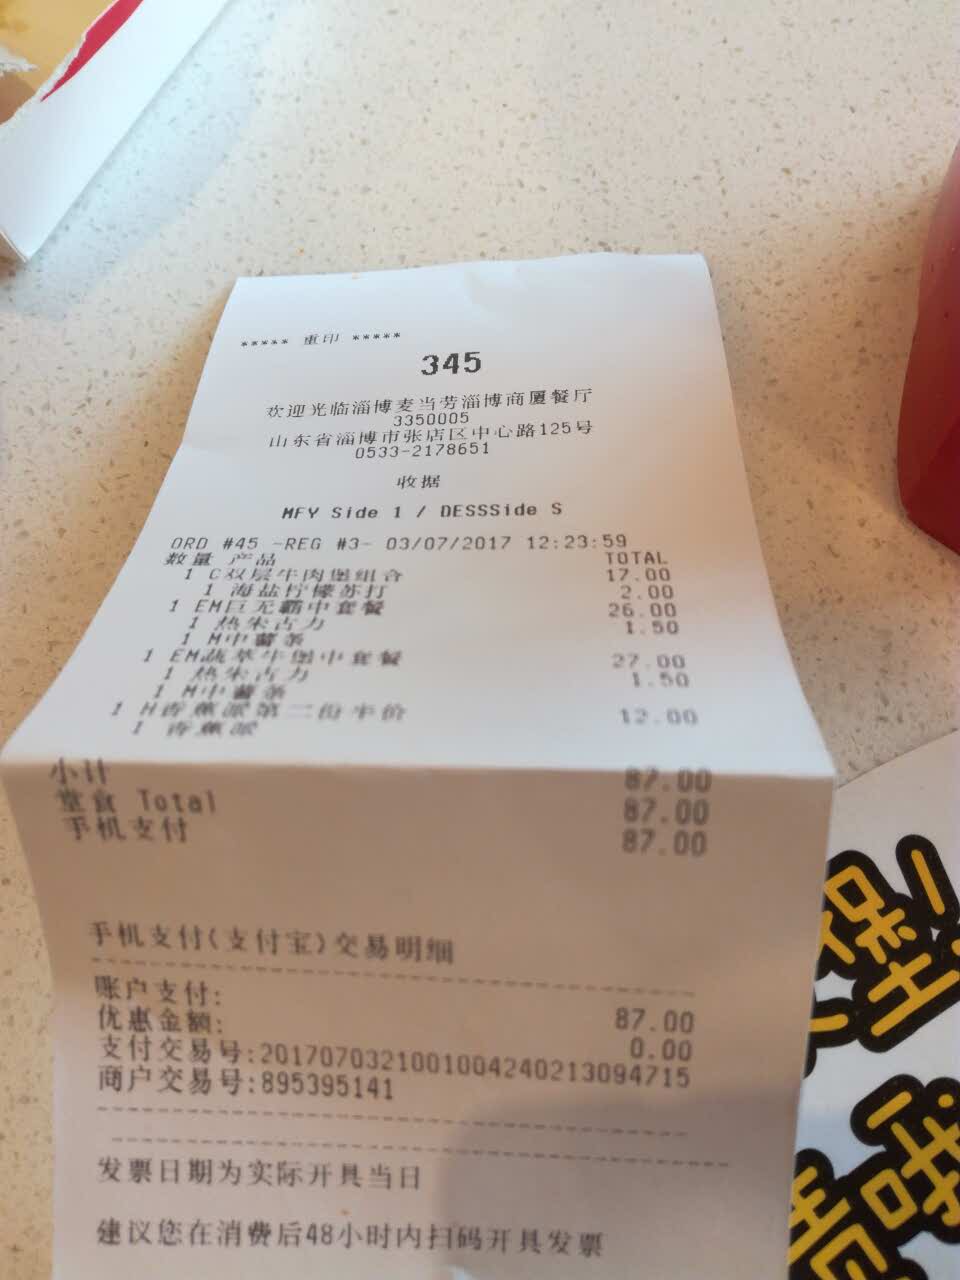 ***** 重印 *****
345
欢迎光临淄博麦当劳淄博商厦餐厅
3350005
山东省淄博市张店区中心路125号
0533-2178651
收据
MFY Side 1 / DESSSide S
ORD #45 -REG #3- 03/07/2017 12:23:59
数量 产品 TOTAL
1 C双层牛肉堡组合 17.00
1 海盐柠檬苏打 2.00
1 EM巨无霸中套餐 26.00
1 热朱古力 1.50
1 M中薯条
1 EM蔬萃牛堡中套餐 27.00
1 热朱古力 1.50
1 M中薯条
1 H香蕉派第二份半价 12.00
1 香蕉派
小计 87.00
堂食 Total 87.00
手机支付 87.00
手机支付(支付宝)交易明细
账户支付: 87.00
优惠金额: 0.00
支付交易号:2017070321001004240213094715
商户交易号:895395141
发票日期为实际开具当日
建议您在消费后48小时内扫码开具发票